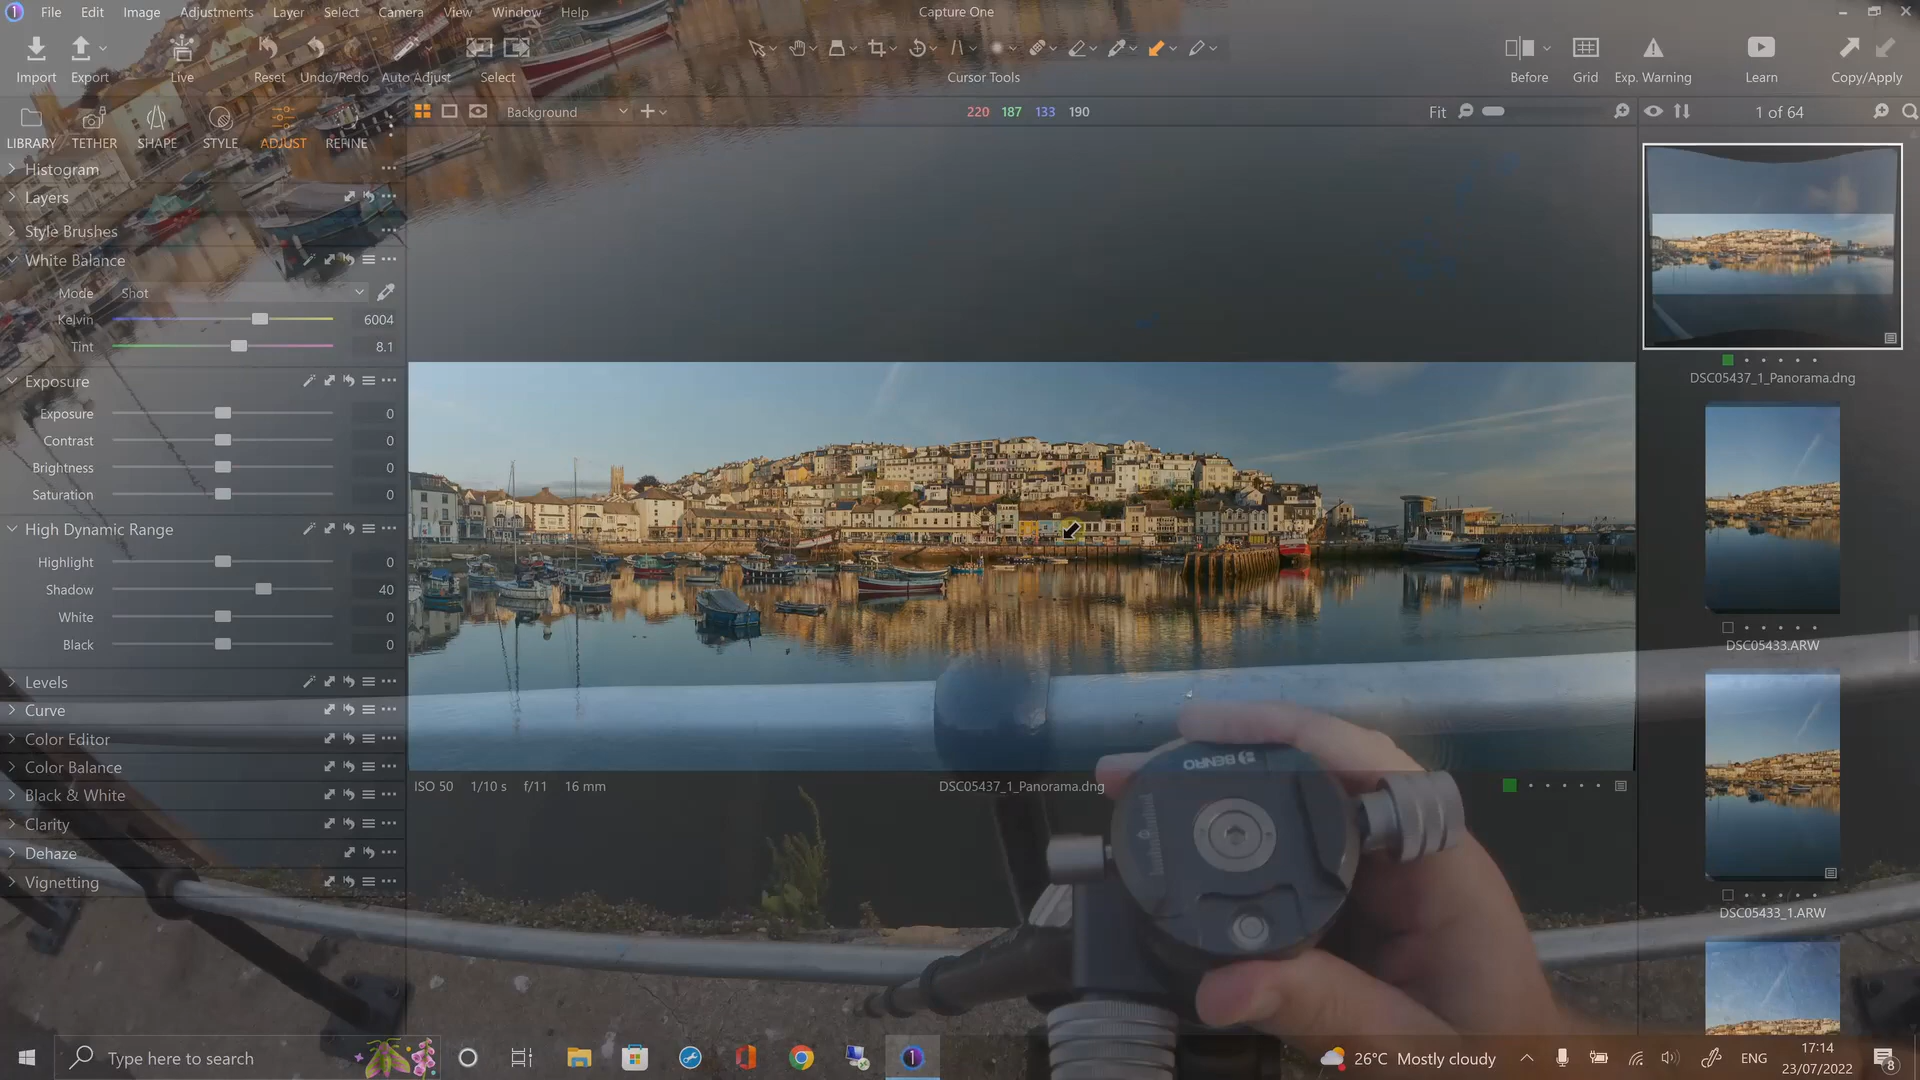 File Edit Image Adjustments Layer Select Camera View Window Help
Capture One
Import Export Live Reset Undo/Redo Auto Adjust Select
Cursor Tools
Before Grid Exp. Warning Learn Copy/Apply
LIBRARY TETHER SHAPE STYLE ADJUST REFINE
Background
220 187 133 190
Fit
1 of 64
Histogram
Layers
Style Brushes
White Balance
Mode Shot
Kelvin 6004
Tint 8.1
Exposure
Exposure 0
Contrast 0
Brightness 0
Saturation 0
High Dynamic Range
Highlight 0
Shadow 40
White 0
Black 0
Levels
Curve
Color Editor
Color Balance
Black & White
Clarity
Dehaze
Vignetting
ISO 50 1/10 s f/11 16 mm
DSC05437_1_Panorama.dng
DSC05437_1_Panorama.dng
DSC05433.ARW
DSC05433_1.ARW
BENRO
Type here to search
26°C Mostly cloudy
ENG
17:14
23/07/2022
8